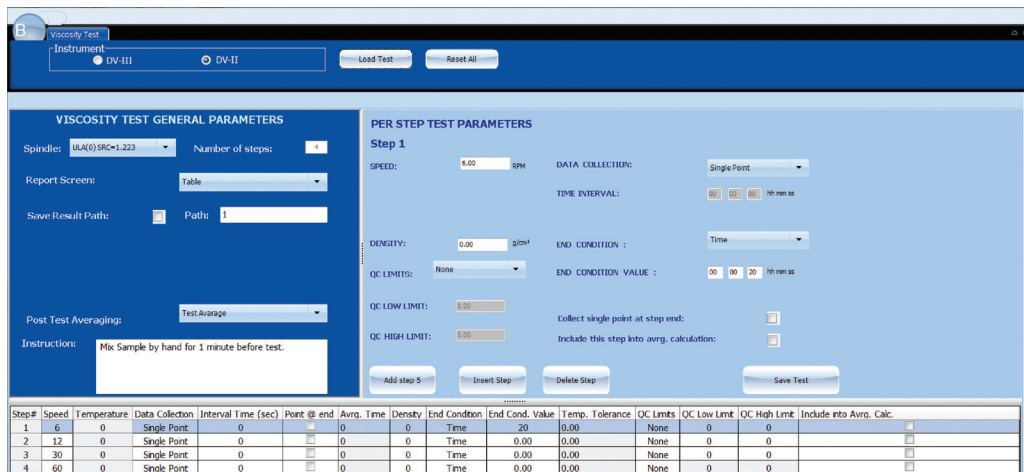 B
Viscosity Test
Instrument
DV-III DV-II
Load Test Reset All
VISCOSITY TEST GENERAL PARAMETERS
Spindle: ULA(0) SRC=1.223 Number of steps: 4
Report Screen: Table
Save Result Path: Path: 1
Post Test Averaging: Test Avarage
Instruction: Mix Sample by hand for 1 minute before test.
PER STEP TEST PARAMETERS
Step 1
SPEED: 6.00 RPM DATA COLLECTION: Single Point
TIME INTERVAL: 00 00 00 hh mm ss
DENSITY: 0.00 g/cm³ END CONDITION : Time
QC LIMITS: None END CONDITION VALUE : 00 00 20 hh mm ss
QC LOW LIMIT: 0.00
Collect single point at step end:
QC HIGH LIMIT: 0.00 Include this step into avrg. calculation:
Add step 5 Insert Step Delete Step Save Test
Step# Speed Temperature Data Collection Interval Time (sec) Point @ end Avrg. Time Density End Condition End Cond. Value Temp. Tolerance QC Limits QC Low Limit QC High Limit Include into Avrg. Calc.
1 6 0 Single Point 0 0 0 Time 20 0.00 None 0 0
2 12 0 Single Point 0 0 0 Time 0.00 0.00 None 0 0
3 30 0 Single Point 0 0 0 Time 0.00 0.00 None 0 0
4 60 0 Single Point 0 0 0 Time 0.00 0.00 None 0 0